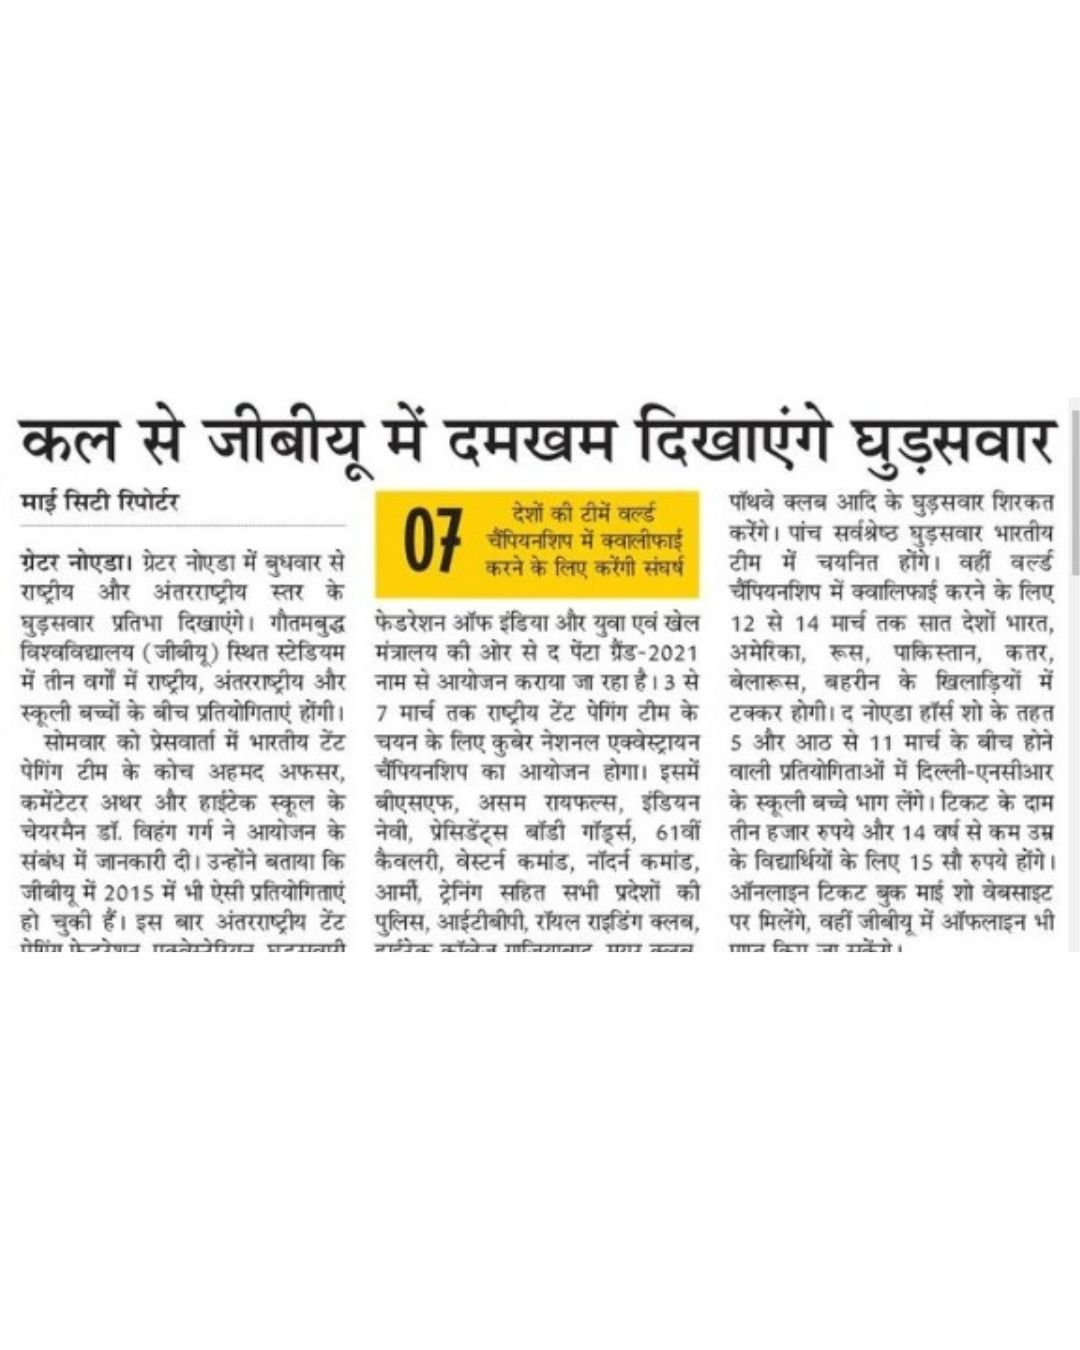 कल से जीबीयू में दमखम दिखाएंगे घुड़सवार
माई सिटी रिपोर्टर
ग्रेटर नोएडा। ग्रेटर नोएडा में बुधवार से
राष्ट्रीय और अंतरराष्ट्रीय स्तर के
घुड़सवार प्रतिभा दिखाएंगे। गौतमबुद्ध
विश्वविद्यालय (जीबीयू) स्थित स्टेडियम
में तीन वर्गों में राष्ट्रीय, अंतरराष्ट्रीय और
स्कूली बच्चों के बीच प्रतियोगिताएं होंगी।
सोमवार को प्रेसवार्ता में भारतीय टेंट
पेगिंग टीम के कोच अहमद अफसर,
कमेंटेटर अथर और हाईटेक स्कूल के
चेयरमैन डॉ. विहंग गर्ग ने आयोजन के
संबंध में जानकारी दी। उन्होंने बताया कि
जीबीयू में 2015 में भी ऐसी प्रतियोगिताएं
हो चुकी हैं। इस बार अंतरराष्ट्रीय टेंट
07
देशों की टीमें वर्ल्ड
चैंपियनशिप में क्वालीफाई
करने के लिए करेंगी संघर्ष
फेडरेशन ऑफ इंडिया और युवा एवं खेल
मंत्रालय की ओर से द पेंटा ग्रैंड-2021
नाम से आयोजन कराया जा रहा है। 3 से
7 मार्च तक राष्ट्रीय टेंट पेगिंग टीम के
चयन के लिए कुबेर नेशनल एक्वेस्ट्रायन
चैंपियनशिप का आयोजन होगा। इसमें
बीएसएफ, असम रायफल्स, इंडियन
नेवी, प्रेसिडेंट्स बॉडी गॉर्ड्स, 61वीं
कैवलरी, वेस्टर्न कमांड, नॉदर्न कमांड,
आर्मी, ट्रेनिंग सहित सभी प्रदेशों की
पुलिस, आईटीबीपी, रॉयल राइडिंग क्लब,
पॉथवे क्लब आदि के घुड़सवार शिरकत
करेंगे। पांच सर्वश्रेष्ठ घुड़सवार भारतीय
टीम में चयनित होंगे। वहीं वर्ल्ड
चैंपियनशिप में क्वालिफाई करने के लिए
12 से 14 मार्च तक सात देशों भारत,
अमेरिका, रूस, पाकिस्तान, कतर,
बेलारूस, बहरीन के खिलाड़ियों में
टक्कर होगी। द नोएडा हॉर्स शो के तहत
5 और आठ से 11 मार्च के बीच होने
वाली प्रतियोगिताओं में दिल्ली-एनसीआर
के स्कूली बच्चे भाग लेंगे। टिकट के दाम
तीन हजार रुपये और 14 वर्ष से कम उम्र
के विद्यार्थियों के लिए 15 सौ रुपये होंगे।
ऑनलाइन टिकट बुक माई शो वेबसाइट
पर मिलेंगे, वहीं जीबीयू में ऑफलाइन भी